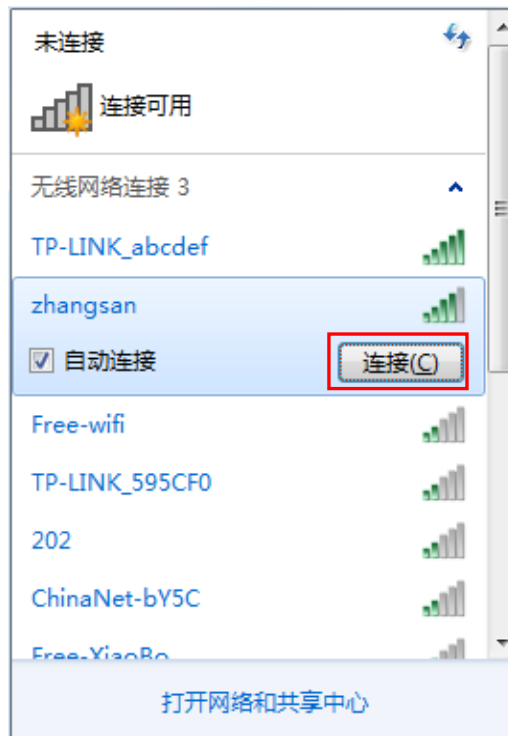 未连接
连接可用
无线网络连接 3
TP-LINK_abcdef
zhangsan
自动连接
连接(C)
Free-wifi
TP-LINK_595CF0
202
ChinaNet-bY5C
Free-XiaoBo
打开网络和共享中心